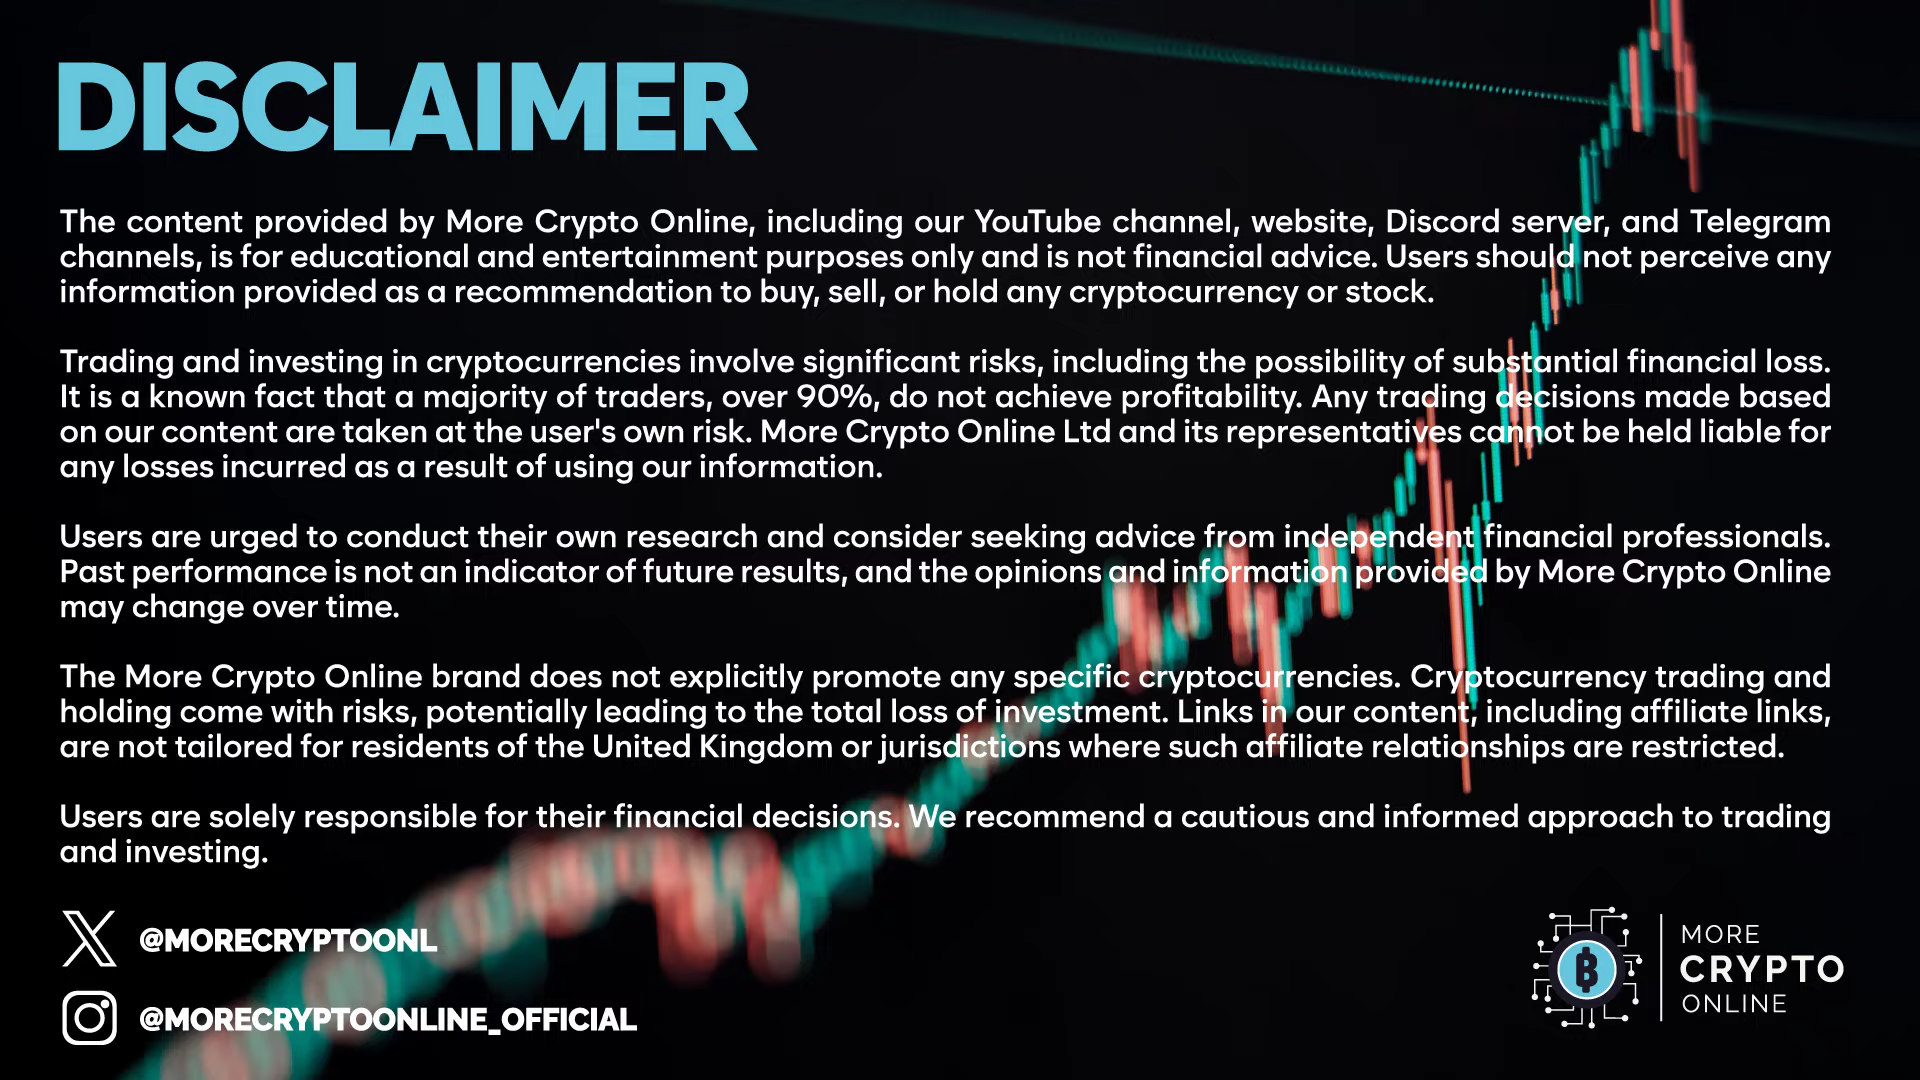 DISCLAIMER
The content provided by More Crypto Online, including our YouTube channel, website, Discord server, and Telegram
channels, is for educational and entertainment purposes only and is not financial advice. Users should not perceive any
information provided as a recommendation to buy, sell, or hold any cryptocurrency or stock.
Trading and investing in cryptocurrencies involve significant risks, including the possibility of substantial financial loss.
It is a known fact that a majority of traders, over 90%, do not achieve profitability. Any trading decisions made based
on our content are taken at the user's own risk. More Crypto Online Ltd and its representatives cannot be held liable for
any losses incurred as a result of using our information.
Users are urged to conduct their own research and consider seeking advice from independent financial professionals.
Past performance is not an indicator of future results, and the opinions and information provided by More Crypto Online
may change over time.
The More Crypto Online brand does not explicitly promote any specific cryptocurrencies. Cryptocurrency trading and
holding come with risks, potentially leading to the total loss of investment. Links in our content, including affiliate links,
are not tailored for residents of the United Kingdom or jurisdictions where such affiliate relationships are restricted.
Users are solely responsible for their financial decisions. We recommend a cautious and informed approach to trading
and investing.
@MORECRYPTOONL
@MORECRYPTOONLINE_OFFICIAL
MORE
CRYPTO
ONLINE